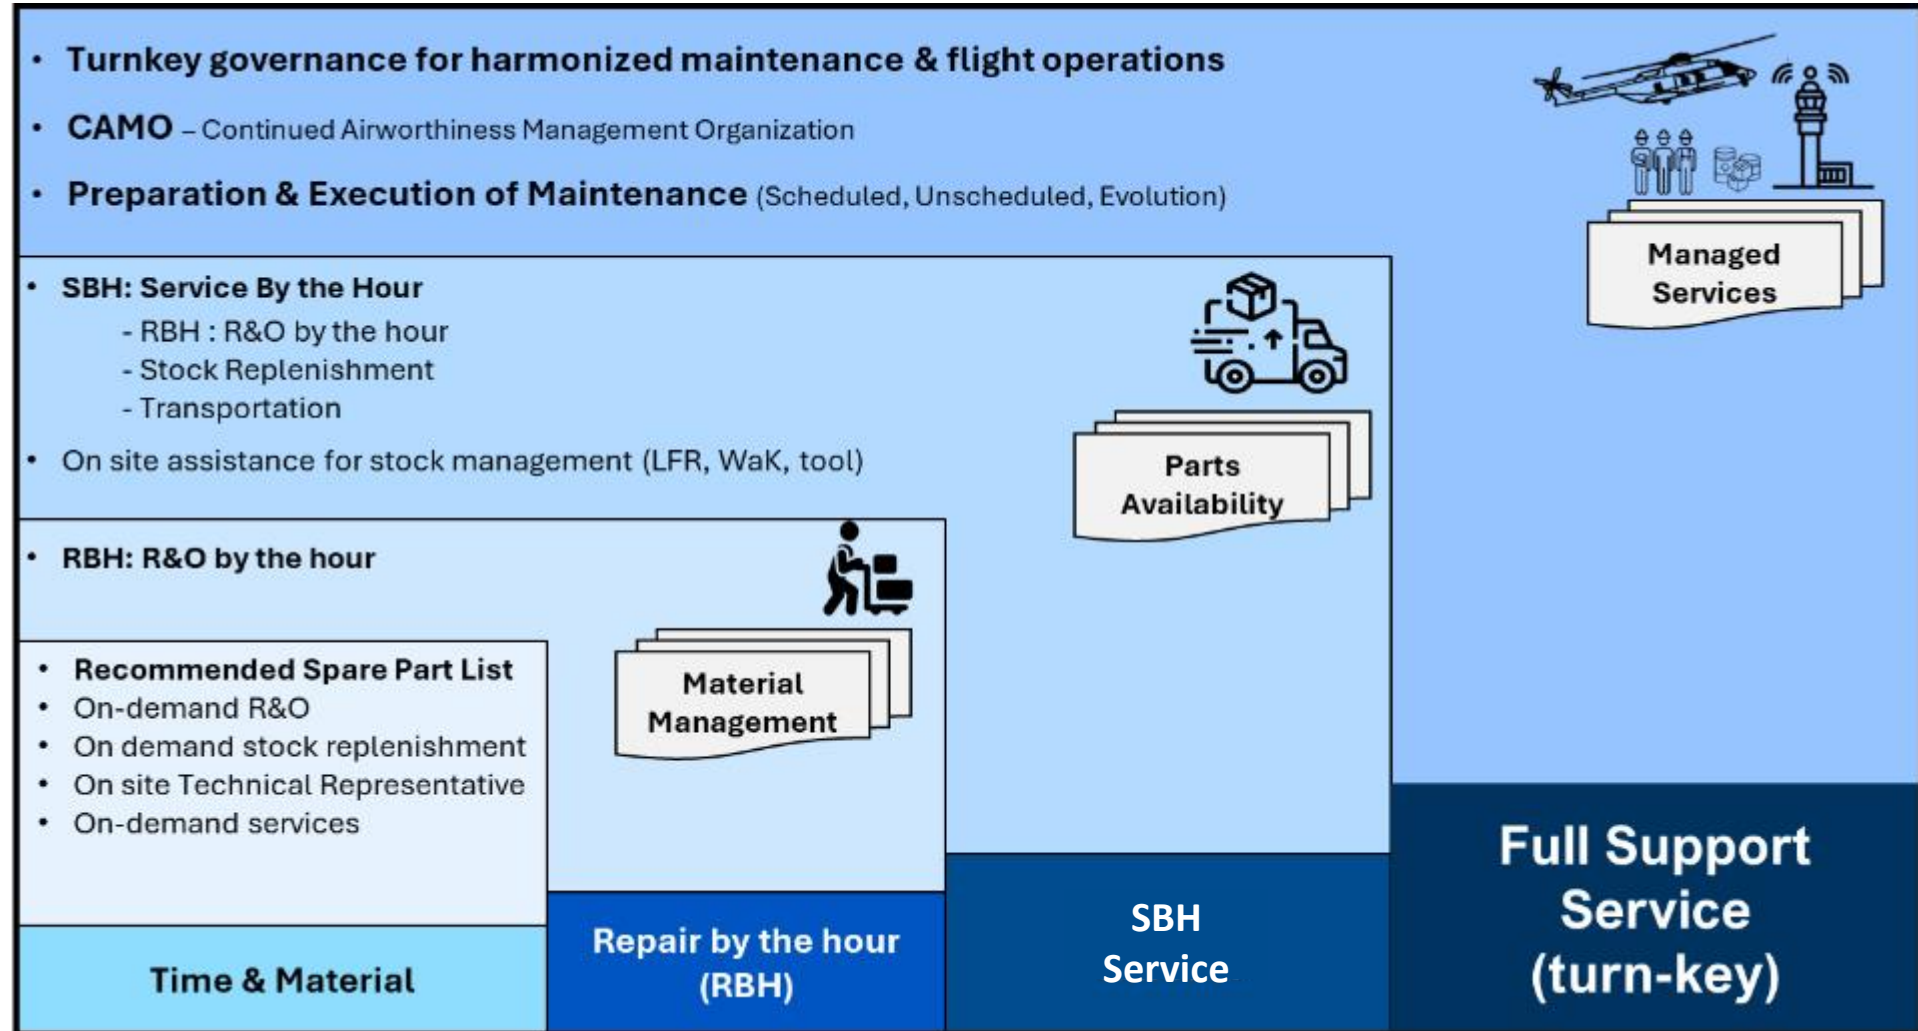 • Turnkey governance for harmonized maintenance & flight operations
• CAMO – Continued Airworthiness Management Organization
• Preparation & Execution of Maintenance (Scheduled, Unscheduled, Evolution)
Managed
Services
• SBH: Service By the Hour
- RBH : R&O by the hour
- Stock Replenishment
- Transportation
• On site assistance for stock management (LFR, WaK, tool)
Parts
Availability
• RBH: R&O by the hour
Material
Management
• Recommended Spare Part List
• On-demand R&O
• On demand stock replenishment
• On site Technical Representative
• On-demand services
Time & Material
Repair by the hour
(RBH)
SBH
Service
Full Support
Service
(turn-key)